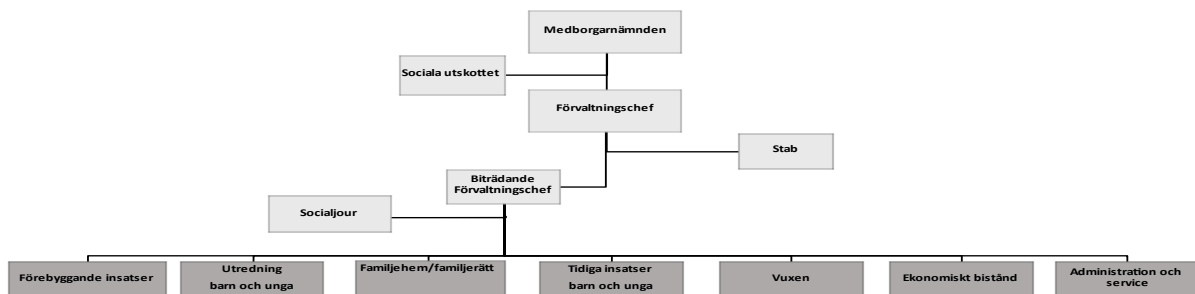 Medborgarnämnden
Sociala utskottet
Förvaltningschef
Stab
Biträdande
Förvaltningschef
Socialjour
Förebyggande insatser
Utredning
barn och unga
Familjehem/familjerätt
Tidiga insatser
barn och unga
Vuxen
Ekonomiskt bistånd
Administration och
service